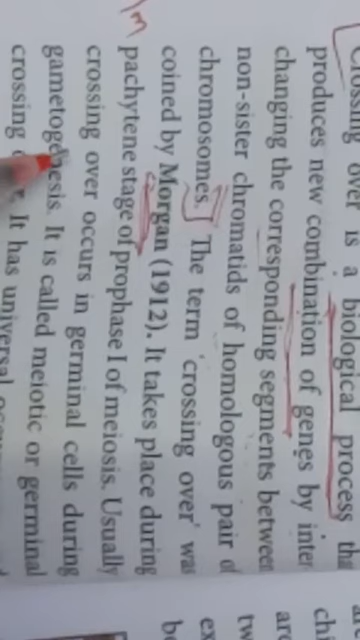 Crossing over is a biological process tha
produces new combination of genes by inter
changing the corresponding segments between
non-sister chromatids of homologous pair of
chromosomes. The term 'crossing over' was
coined by Morgan (1912). It takes place during
pachytene stage of prophase I of meiosis. Usually
crossing over occurs in germinal cells during
gametogenesis. It is called meiotic or germinal
crossing over. It has universal